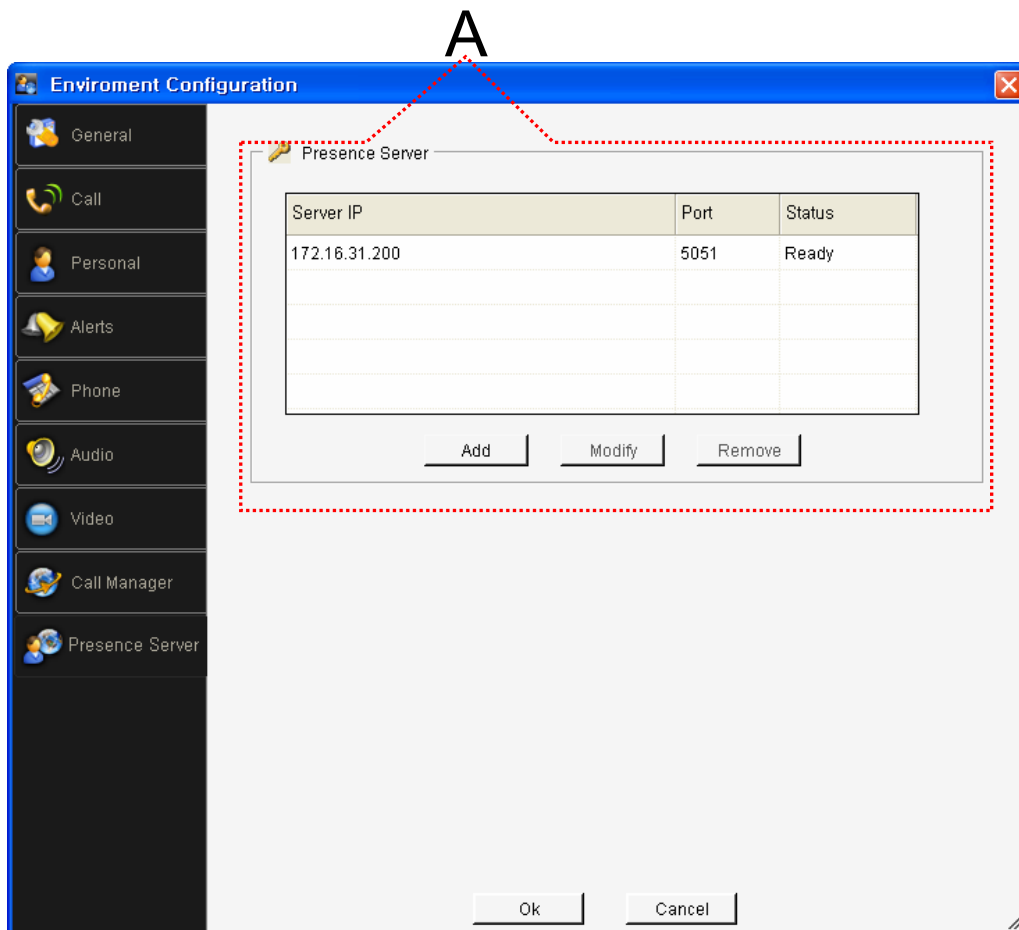 A
Enviroment Configuration
General
Call
Personal
Alerts
Phone
Audio
Video
Call Manager
Presence Server
Presence Server
Server IP Port Status
172.16.31.200 5051 Ready
Add Modify Remove
Ok Cancel